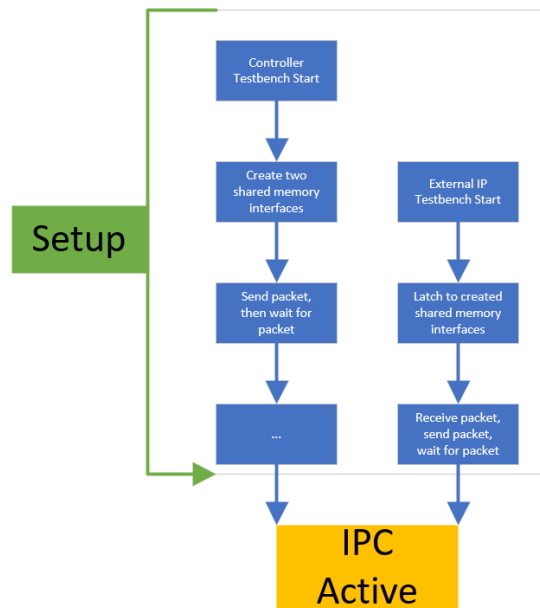 Controller
Testbench Start
Create two
shared memory
interfaces
External IP
Testbench Start
Setup
Send packet,
then wait for
packet
Latch to created
shared memory
interfaces
...
Receive packet,
send packet,
wait for packet
IPC
Active